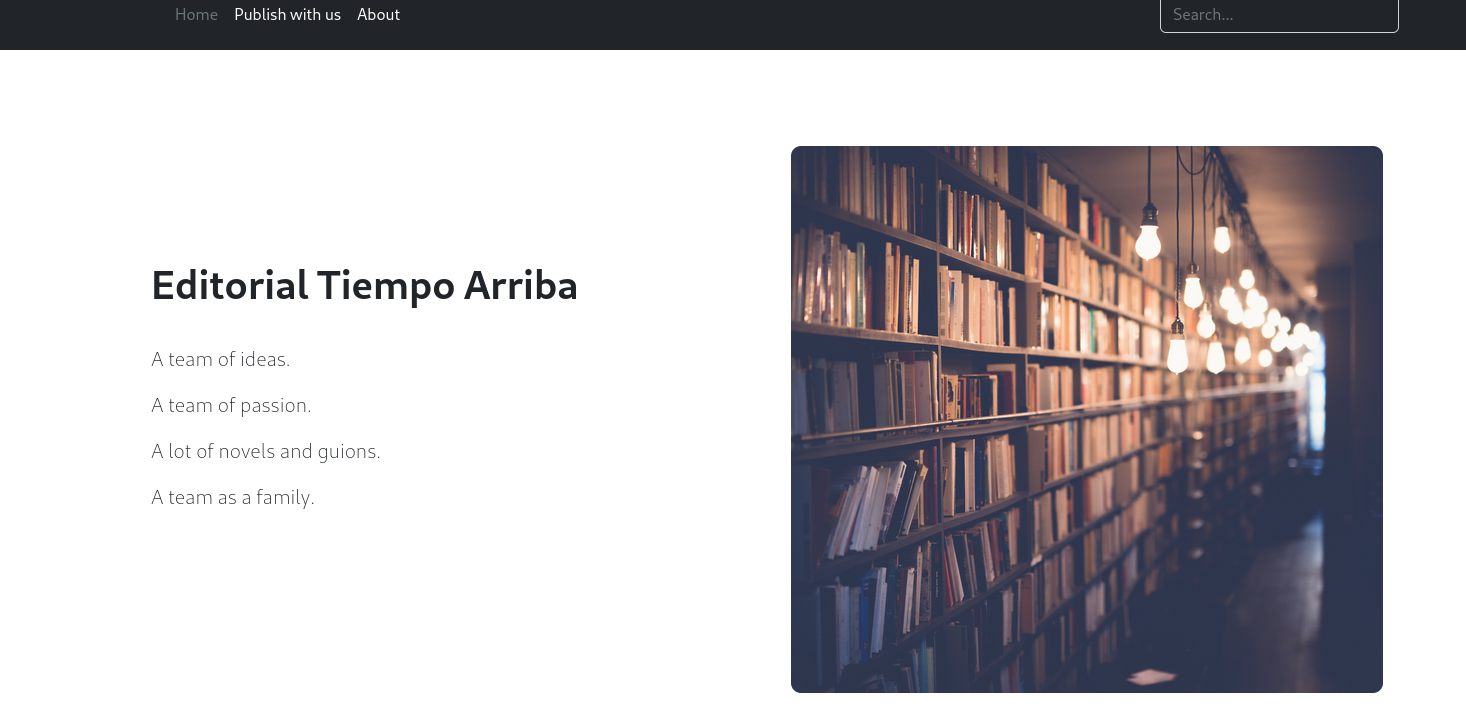 Home Publish with us About Search...
Editorial Tiempo Arriba
A team of ideas.
A team of passion.
A lot of novels and guions.
A team as a family.